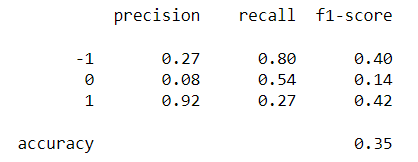 precision recall f1-score
-1 0.27 0.80 0.40
0 0.08 0.54 0.14
1 0.92 0.27 0.42
accuracy 0.35